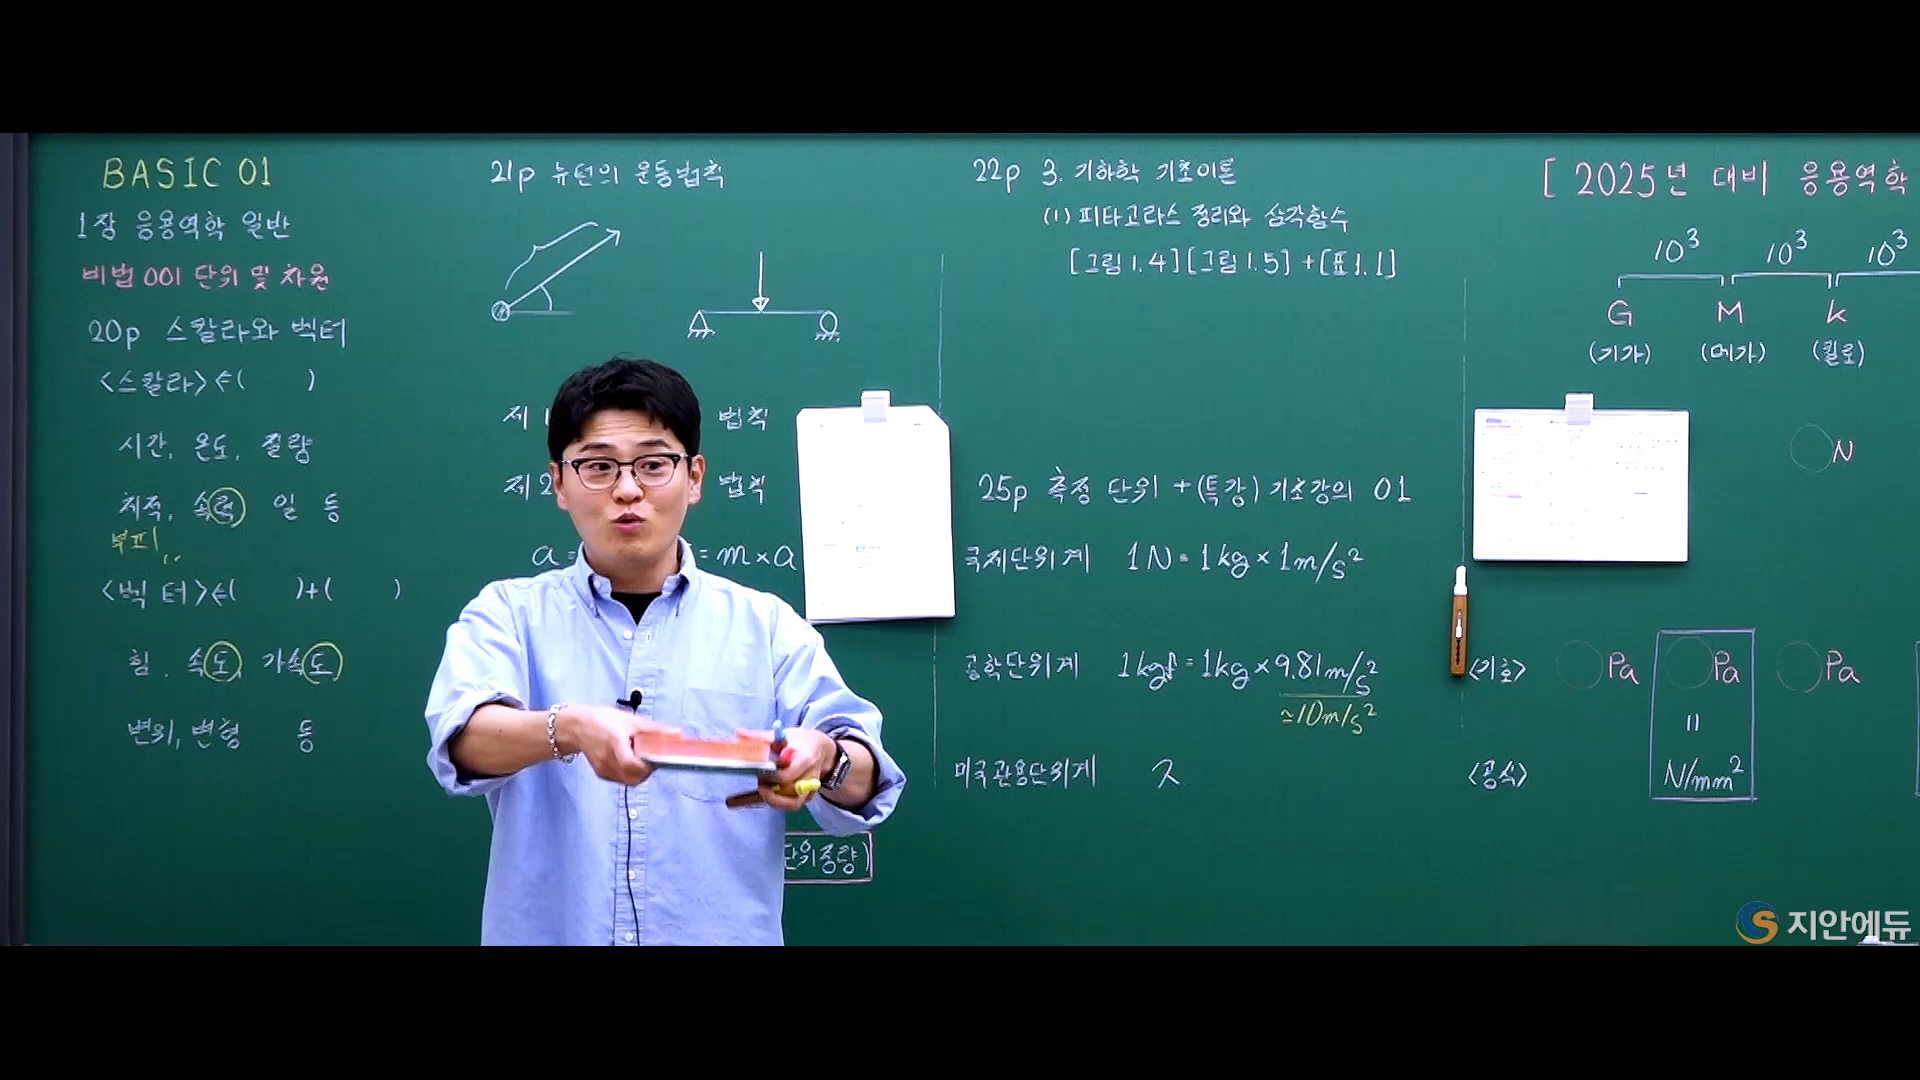 BASIC 01
1장 응용역학 일반
비법 001 단위 및 차원
20p 스칼라와 벡터
<스칼라>⇐( )
시간, 온도, 질량
치적, 속력 일 등
부피
<벡터>⇐( )+( )
힘, 속도 가속도
변위, 변형 등
21p 뉴턴의 운동법칙
제1 법칙
제2 법칙
a= = m×a
단위중량)
22p 3. 기하학 기초이론
(1) 피타고라스 정리와 삼각함수
[그림 1.4][그림 1.5]+[표1.1]
25p 측정 단위 +(특강) 기초강의 01
국제단위계 1N=1kg×1m/s²
공학단위계 1kgf=1kg×9.81m/s²
≃10m/s²
미국관용단위계 ㅈ
[ 2025년 대비 응용역학
10³ 10³ 10³
G M k
(기가) (메가) (킬로)
N
<기호> Pa Pa Pa
=
<공식> N/mm²
지안에듀